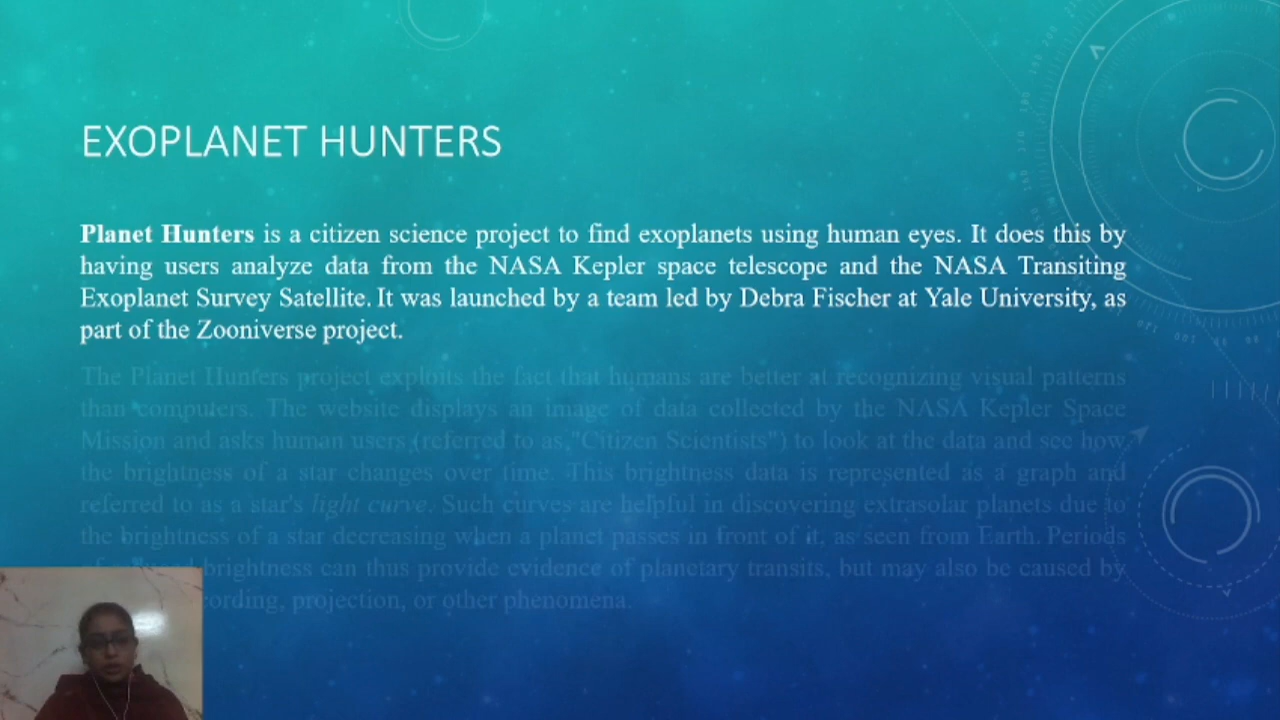 EXOPLANET HUNTERS
Planet Hunters is a citizen science project to find exoplanets using human eyes. It does this by
having users analyze data from the NASA Kepler space telescope and the NASA Transiting
Exoplanet Survey Satellite. It was launched by a team led by Debra Fischer at Yale University, as
part of the Zooniverse project.
The Planet Hunters project exploits the fact that humans are better at recognizing visual patterns
than computers. The website displays an image of data collected by the NASA Kepler Space
Mission and asks human users (referred to as "Citizen Scientists") to look at the data and see how
the brightness of a star changes over time. This brightness data is represented as a graph and
referred to as a star's light curve. Such curves are helpful in discovering extrasolar planets due to
the brightness of a star decreasing when a planet passes in front of it, as seen from Earth. Periods
brightness can thus provide evidence of planetary transits, but may also be caused by
projection, or other phenomena.